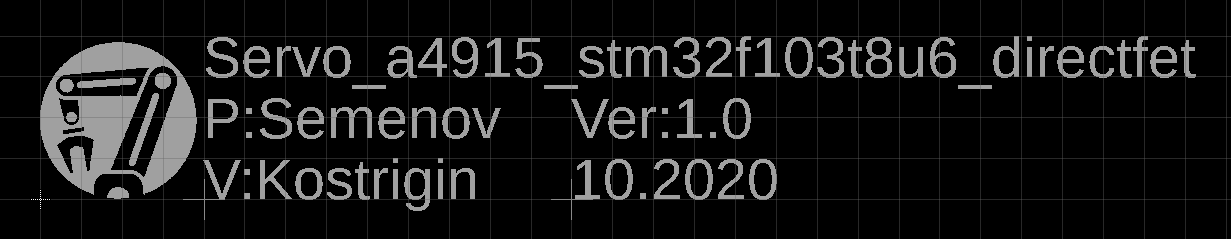 Servo_a4915_stm32f103t8u6_directfet
P:Semenov Ver:1.0
V:Kostrigin 10.2020